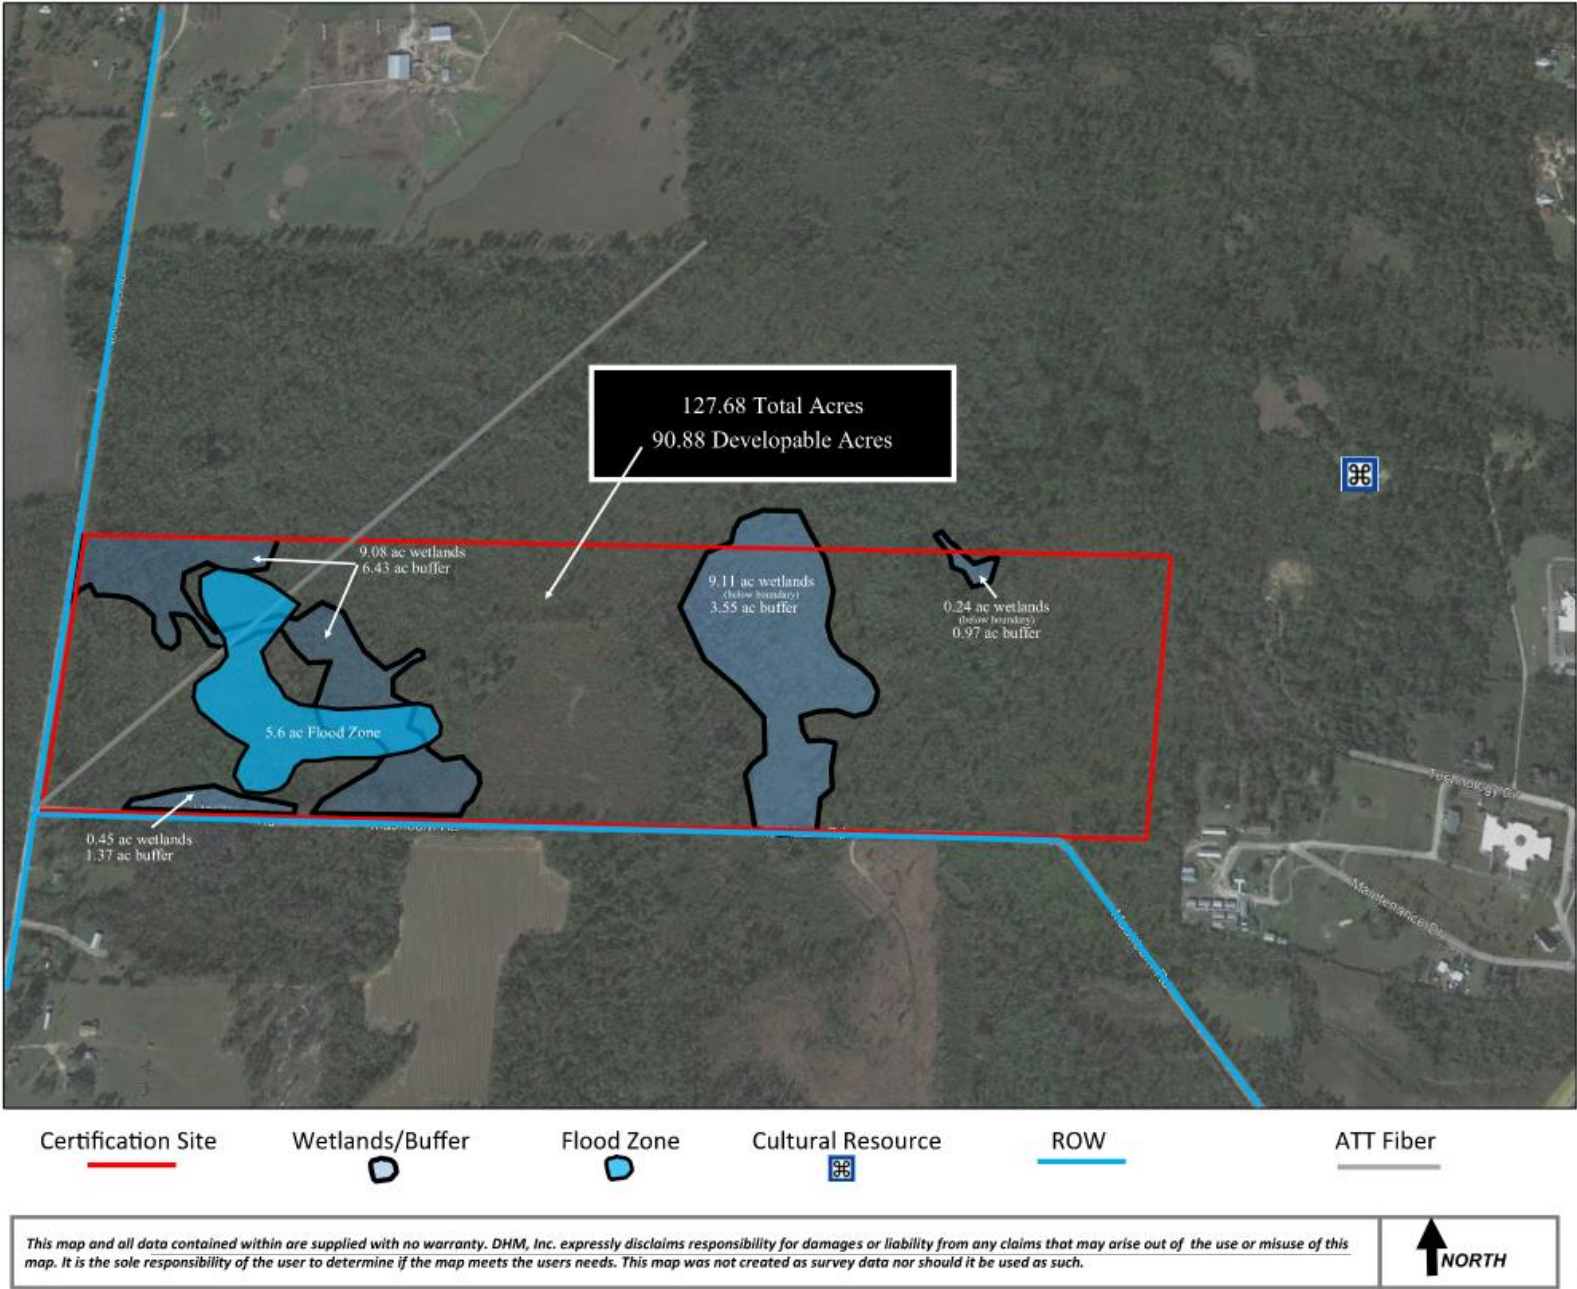 127.68 Total Acres
90.88 Developable Acres
9.08 ac wetlands
6.43 ac buffer
9.11 ac wetlands
(below boundary)
3.55 ac buffer
0.24 ac wetlands
(below boundary)
0.97 ac buffer
5.6 ac Flood Zone
0.45 ac wetlands
1.37 ac buffer
Technology Dr
Maintenance Dr
Certification Site
Wetlands/Buffer
Flood Zone
Cultural Resource
ROW
ATT Fiber
This map and all data contained within are supplied with no warranty. DHM, Inc. expressly disclaims responsibility for damages or liability from any claims that may arise out of the use or misuse of this
map. It is the sole responsibility of the user to determine if the map meets the users needs. This map was not created as survey data nor should it be used as such.
NORTH